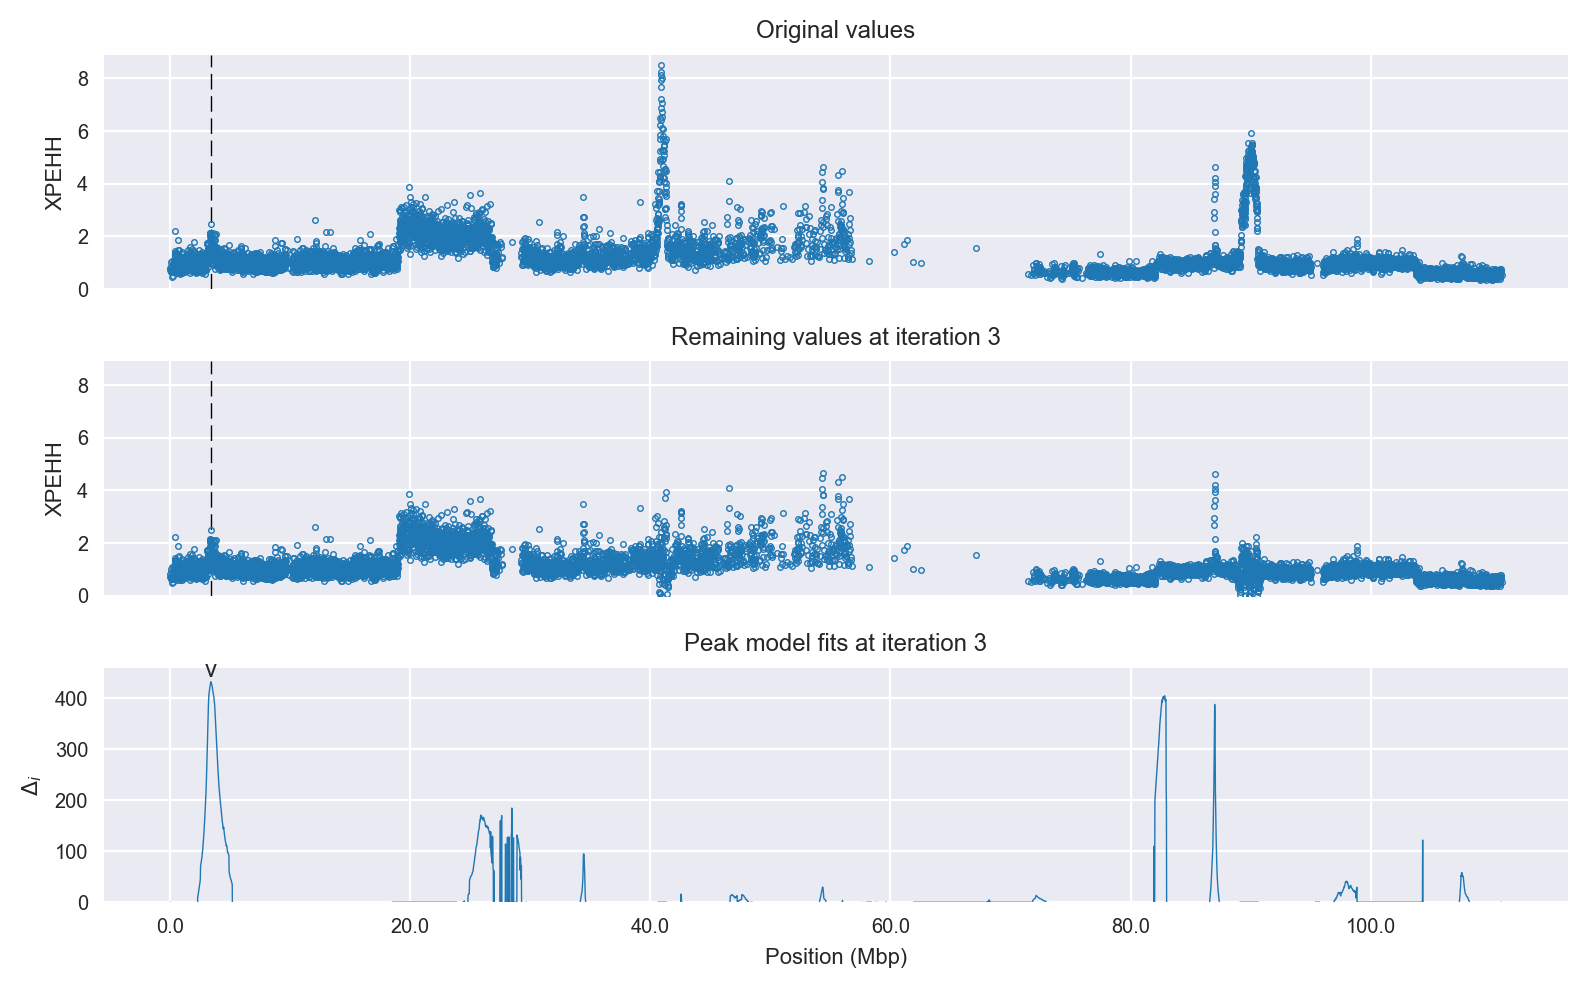 Original values
8
6
4
2
0
XPEHH
Remaining values at iteration 3
8
6
4
2
0
XPEHH
Peak model fits at iteration 3
v
400
300
200
100
0
Δi
0.0 20.0 40.0 60.0 80.0 100.0
Position (Mbp)